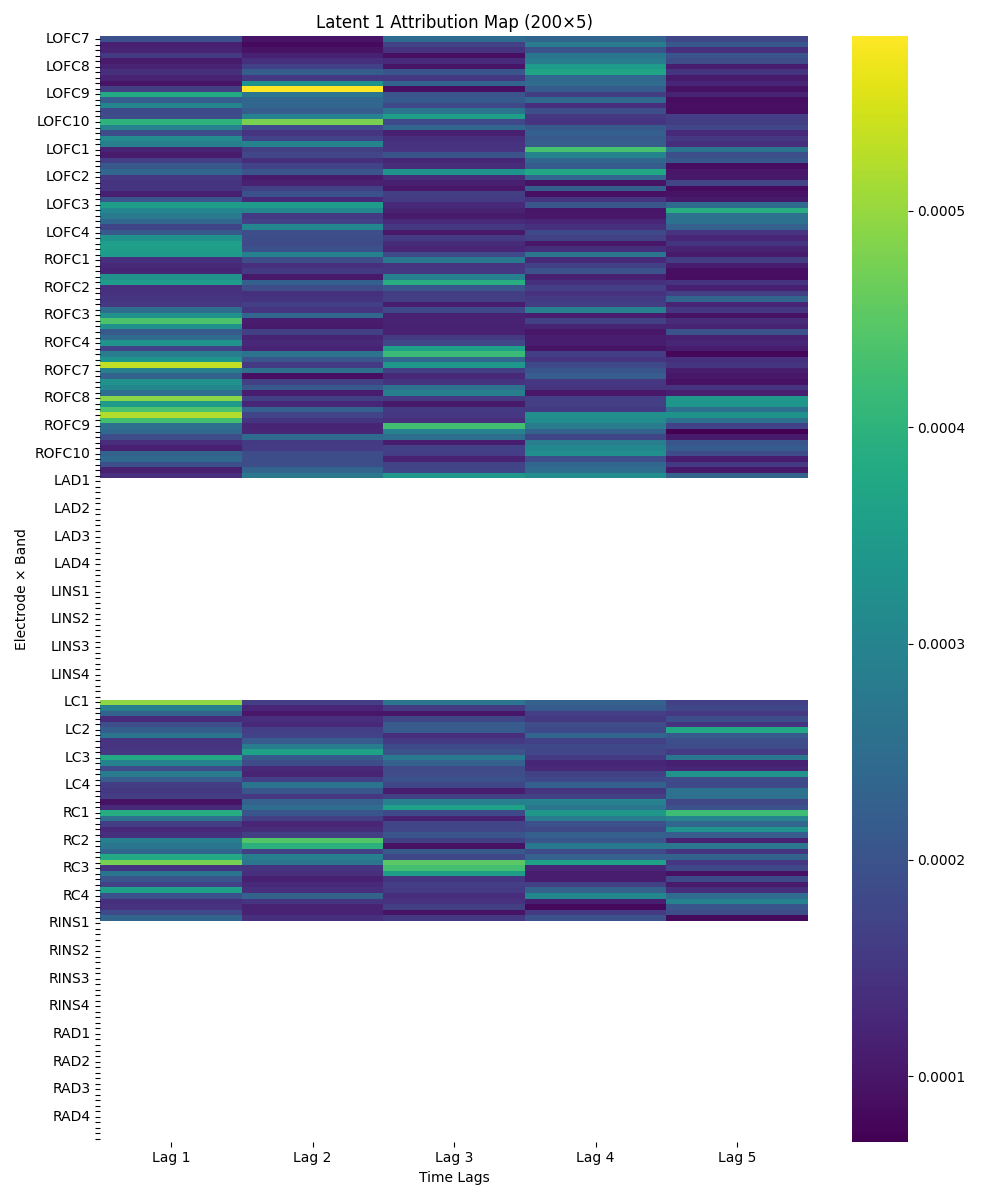 Latent 1 Attribution Map (200×5)
Electrode × Band
LOFC7
LOFC8
LOFC9
LOFC10
LOFC1
LOFC2
LOFC3
LOFC4
ROFC1
ROFC2
ROFC3
ROFC4
ROFC7
ROFC8
ROFC9
ROFC10
LAD1
LAD2
LAD3
LAD4
LINS1
LINS2
LINS3
LINS4
LC1
LC2
LC3
LC4
RC1
RC2
RC3
RC4
RINS1
RINS2
RINS3
RINS4
RAD1
RAD2
RAD3
RAD4
Lag 1
Lag 2
Lag 3
Lag 4
Lag 5
Time Lags
0.0005
0.0004
0.0003
0.0002
0.0001